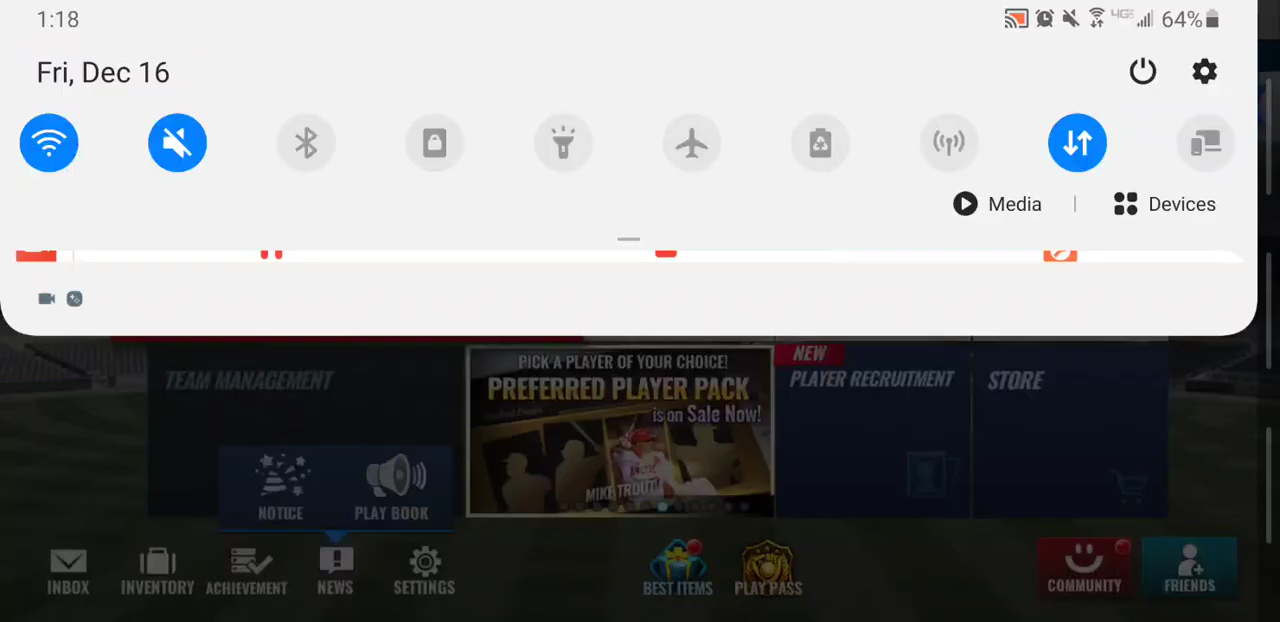 1:18
4GE 64%
Fri, Dec 16
Media | Devices
TEAM MANAGEMENT
PICK A PLAYER OF YOUR CHOICE!
PREFERRED PLAYER PACK
is on Sale Now!
MIKE TROUT
NEW
PLAYER RECRUITMENT
STORE
NOTICE
PLAY BOOK
INBOX
INVENTORY
ACHIEVEMENT
NEWS
SETTINGS
BEST ITEMS
PLAY PASS
COMMUNITY
FRIENDS